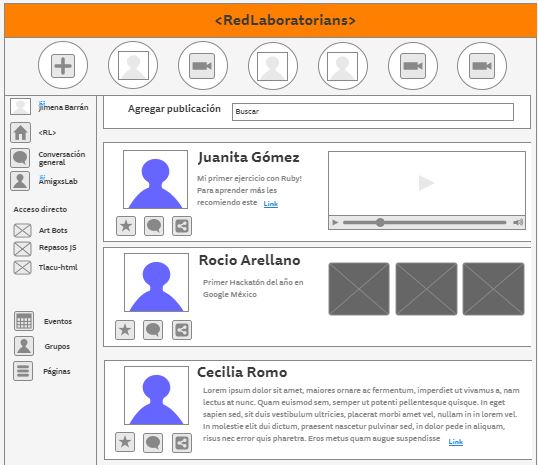 <RedLaboratorians>
Jimena Barrán
<RL>
Conversación
general
AmigxsLab
Acceso directo
Art Bots
Repasos JS
Tlacu-html
Eventos
Grupos
Páginas
Agregar publicación
Buscar
Juanita Gómez
Mi primer ejercicio con Ruby!
Para aprender más les
recomiendo este Link
Rocio Arellano
Primer Hackatón del año en
Google México
Cecilia Romo
Lorem ipsum dolor sit amet, maiores ornare ac fermentum, imperdiet ut vivamus a, nam
lectus at nunc. Quam euismod sem, semper ut potenti pellentesque quisque. In eget
sapien sed, sit duis vestibulum ultricies, placerat morbi amet vel, nullam in in lorem vel.
In molestie elit dui dictum, praesent nascetur pulvinar sed, in dolor pede in aliquam,
risus nec error quis pharetra. Eros metus quam augue suspendisse Link